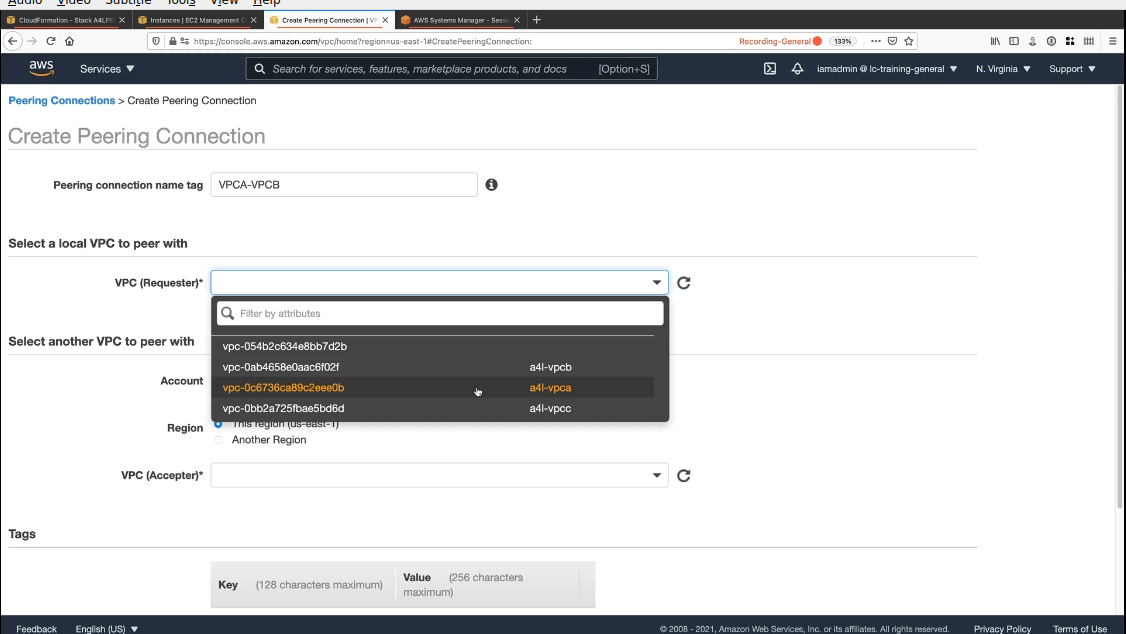 Audio Video Subtitle Tools View Help
CloudFormation - Stack A4LPE
Instances | EC2 Management C
Create Peering Connection | VP
AWS Systems Manager - Sessi
https://console.aws.amazon.com/vpc/home?region=us-east-1#CreatePeeringConnection:
Recording-General
133%
aws
Services
Search for services, features, marketplace products, and docs
[Option+S]
iamadmin @ lc-training-general
N. Virginia
Support
Peering Connections > Create Peering Connection
Create Peering Connection
Peering connection name tag
VPCA-VPCB
Select a local VPC to peer with
VPC (Requester)*
Filter by attributes
vpc-054b2c634e8bb7d2b
vpc-0ab4658e0aac6f02f a4l-vpcb
vpc-0c6736ca89c2eee0b a4l-vpca
vpc-0bb2a725fbae5bd6d a4l-vpcc
Select another VPC to peer with
Account
Region
This region (us-east-1)
Another Region
VPC (Accepter)*
Tags
Key (128 characters maximum)
Value (256 characters
maximum)
Feedback
English (US)
© 2008 - 2021, Amazon Web Services, Inc. or its affiliates. All rights reserved.
Privacy Policy
Terms of Use